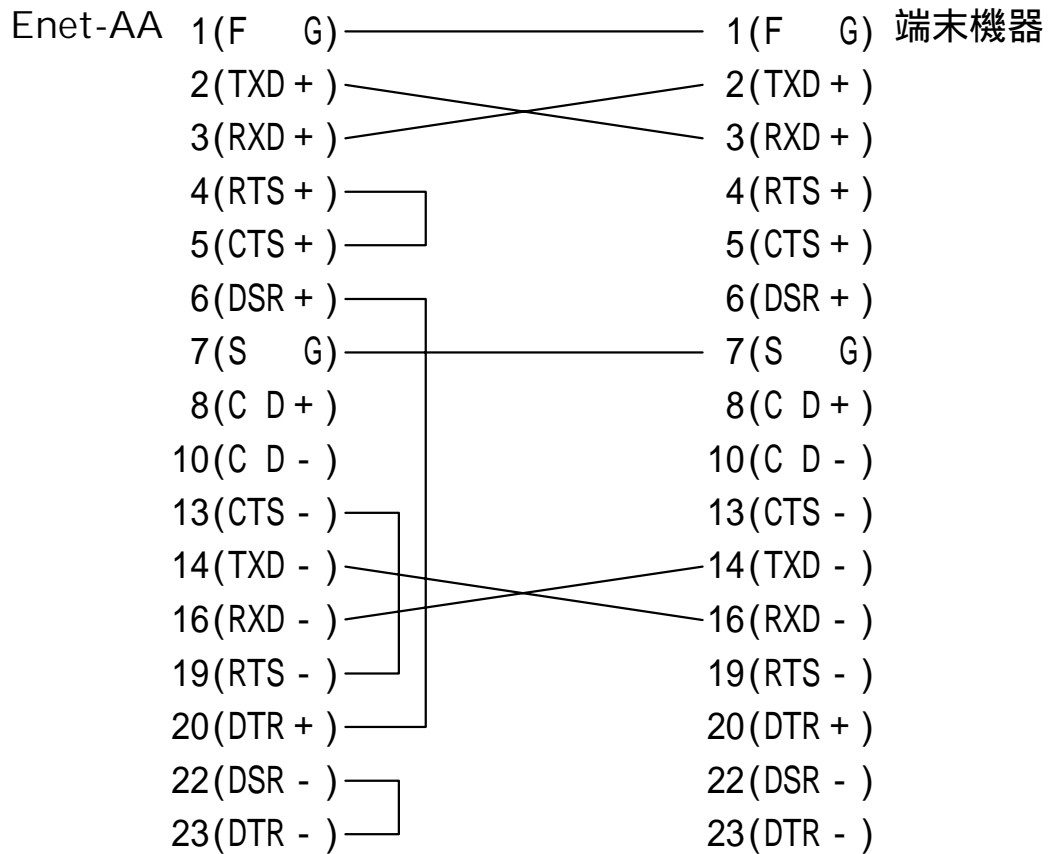 Enet-AA 1(F G) 1(F G) 端末機器
2(TXD+) 2(TXD+)
3(RXD+) 3(RXD+)
4(RTS+) 4(RTS+)
5(CTS+) 5(CTS+)
6(DSR+) 6(DSR+)
7(S G) 7(S G)
8(C D+) 8(C D+)
10(C D-) 10(C D-)
13(CTS-) 13(CTS-)
14(TXD-) 14(TXD-)
16(RXD-) 16(RXD-)
19(RTS-) 19(RTS-)
20(DTR+) 20(DTR+)
22(DSR-) 22(DSR-)
23(DTR-) 23(DTR-)